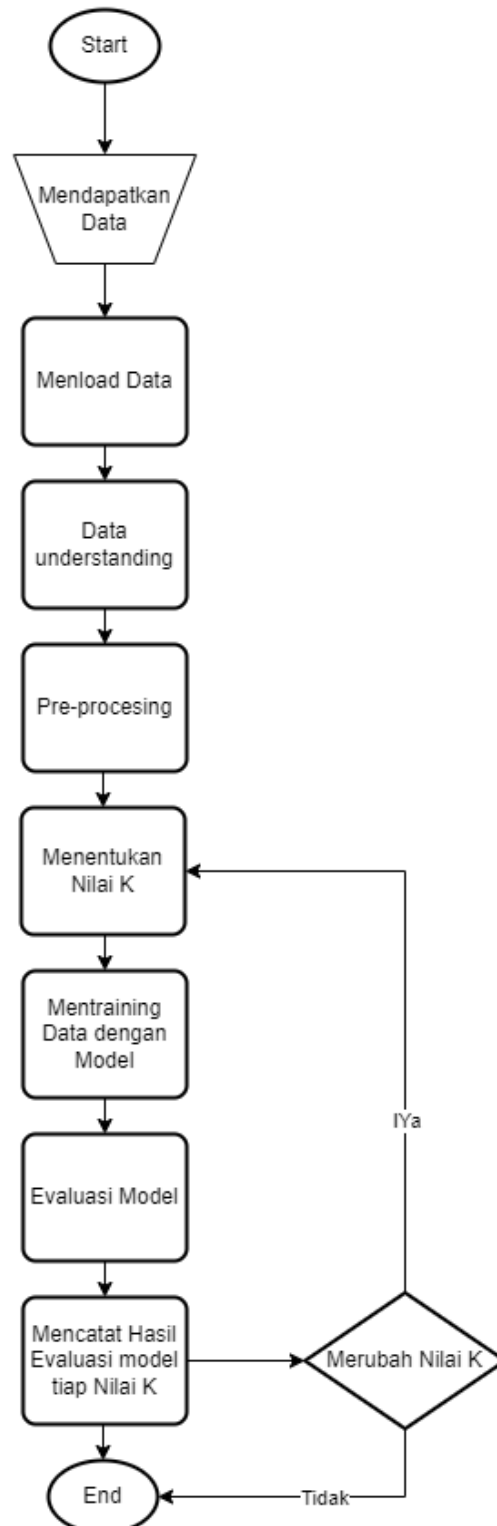 Start
Mendapatkan
Data
Menload Data
Data
understanding
Pre-procesing
Menentukan
Nilai K
Mentraining
Data dengan
Model
IYa
Evaluasi Model
Mencatat Hasil
Evaluasi model
tiap Nilai K
Merubah Nilai K
End
Tidak